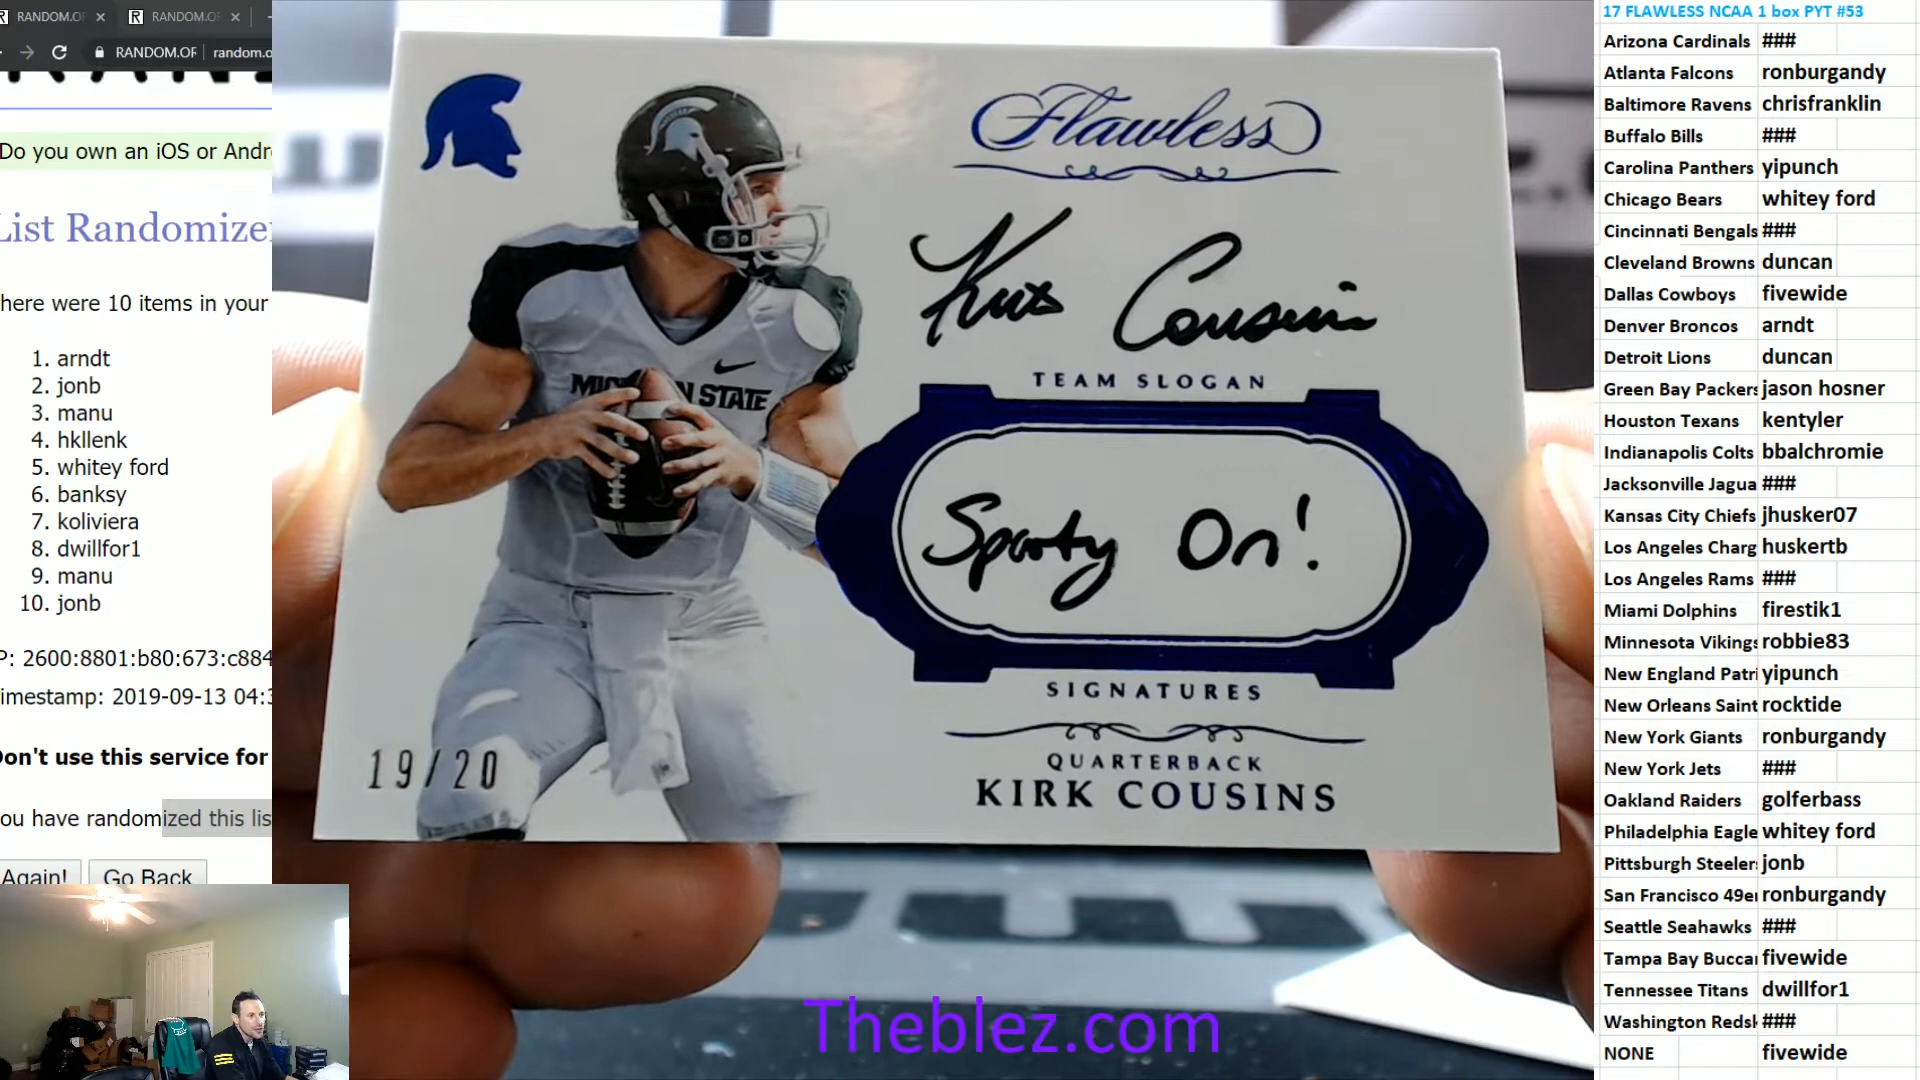 RANDOM.OR
RANDOM.OR
RANDOM.OF
random.o
Do you own an iOS or Andr
List Randomize
here were 10 items in your
1. arndt
2. jonb
3. manu
4. hkllenk
5. whitey ford
6. banksy
7. koliviera
8. dwillfor1
9. manu
10. jonb
P: 2600:8801:b80:673:c884
imestamp: 2019-09-13 04:3
Don't use this service for
ou have randomized this lis
Again!
Go Back
Flawless
Kirk Cousins
TEAM SLOGAN
Sparty On!
SIGNATURES
QUARTERBACK
KIRK COUSINS
MICHIGAN STATE
19/20
Theblez.com
17 FLAWLESS NCAA 1 box PYT #53
Arizona Cardinals ###
Atlanta Falcons ronburgandy
Baltimore Ravens chrisfranklin
Buffalo Bills ###
Carolina Panthers yipunch
Chicago Bears whitey ford
Cincinnati Bengals ###
Cleveland Browns duncan
Dallas Cowboys fivewide
Denver Broncos arndt
Detroit Lions duncan
Green Bay Packers jason hosner
Houston Texans kentyler
Indianapolis Colts bbalchromie
Jacksonville Jagua ###
Kansas City Chiefs jhusker07
Los Angeles Charg huskertb
Los Angeles Rams ###
Miami Dolphins firestik1
Minnesota Vikings robbie83
New England Patri yipunch
New Orleans Saint rocktide
New York Giants ronburgandy
New York Jets ###
Oakland Raiders golferbass
Philadelphia Eagle whitey ford
Pittsburgh Steelers jonb
San Francisco 49er ronburgandy
Seattle Seahawks ###
Tampa Bay Buccar fivewide
Tennessee Titans dwillfor1
Washington Redsk ###
NONE fivewide